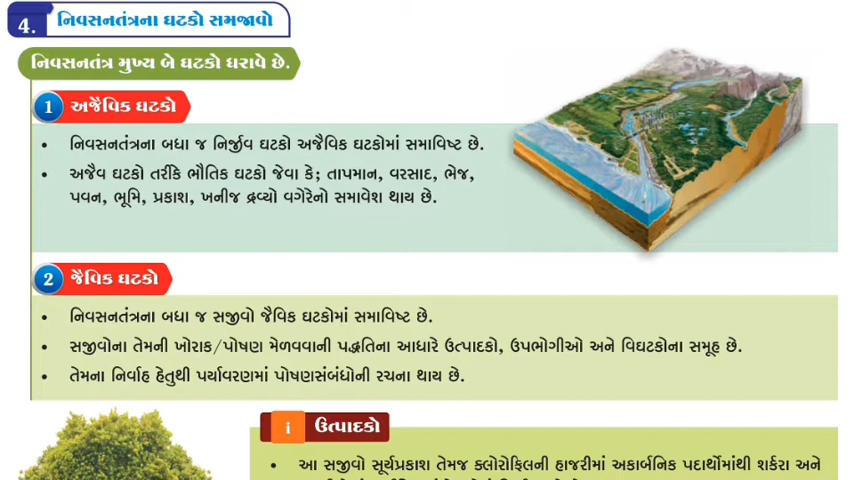 4. નિવસનતંત્રના ઘટકો સમજાવો
નિવસનતંત્ર મુખ્ય બે ઘટકો ધરાવે છે.
1 અજૈવિક ઘટકો
• નિવસનતંત્રના બધા જ નિર્જીવ ઘટકો અજૈવિક ઘટકોમાં સમાવિષ્ટ છે.
• અજૈવ ઘટકો તરીકે ભૌતિક ઘટકો જેવા કે; તાપમાન, વરસાદ, ભેજ,
પવન, ભૂમિ, પ્રકાશ, ખનીજ દ્રવ્યો વગેરેનો સમાવેશ થાય છે.
2 જૈવિક ઘટકો
• નિવસનતંત્રના બધા જ સજીવો જૈવિક ઘટકોમાં સમાવિષ્ટ છે.
• સજીવોના તેમની ખોરાક/પોષણ મેળવવાની પદ્ધતિના આધારે ઉત્પાદકો, ઉપભોગીઓ અને વિઘટકોના સમૂહ છે.
• તેમના નિર્વાહ હેતુથી પર્યાવરણમાં પોષણસંબંધોની રચના થાય છે.
i ઉત્પાદકો
• આ સજીવો સૂર્યપ્રકાશ તેમજ ક્લોરોફિલની હાજરીમાં અકાર્બનિક પદાર્થોમાંથી શર્કરા અને